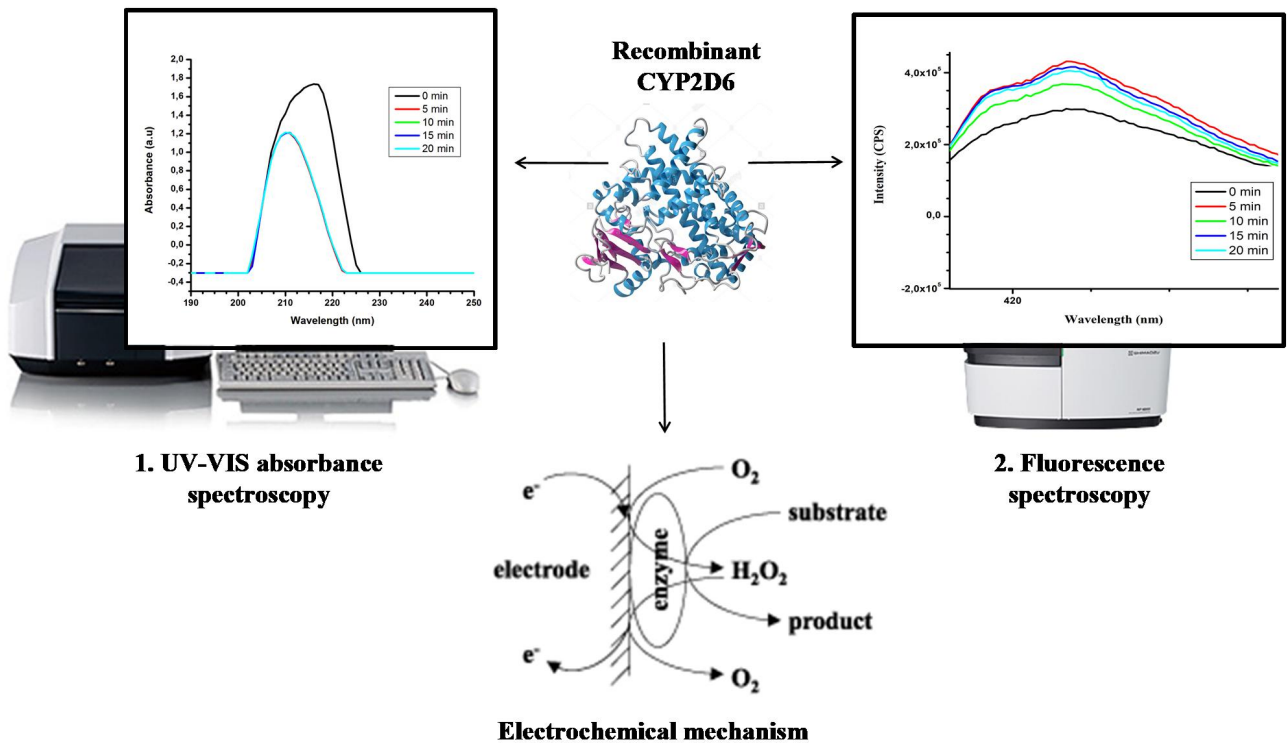 Recombinant
CYP2D6
Absorbance (a.u)
2,0
1,8
1,6
1,4
1,2
1,0
0,8
0,6
0,4
0,2
0,0
-0,2
-0,4
190 200 210 220 230 240 250
Wavelength (nm)
0 min
5 min
10 min
15 min
20 min
Intensity (CPS)
4,0x10⁵
2,0x10⁵
0,0
-2,0x10⁵
420
Wavelength (nm)
0 min
5 min
10 min
15 min
20 min
SHIMADZU
1. UV-VIS absorbance
spectroscopy
2. Fluorescence
spectroscopy
e⁻
O₂
substrate
electrode
enzyme
H₂O₂
product
e⁻
O₂
Electrochemical mechanism